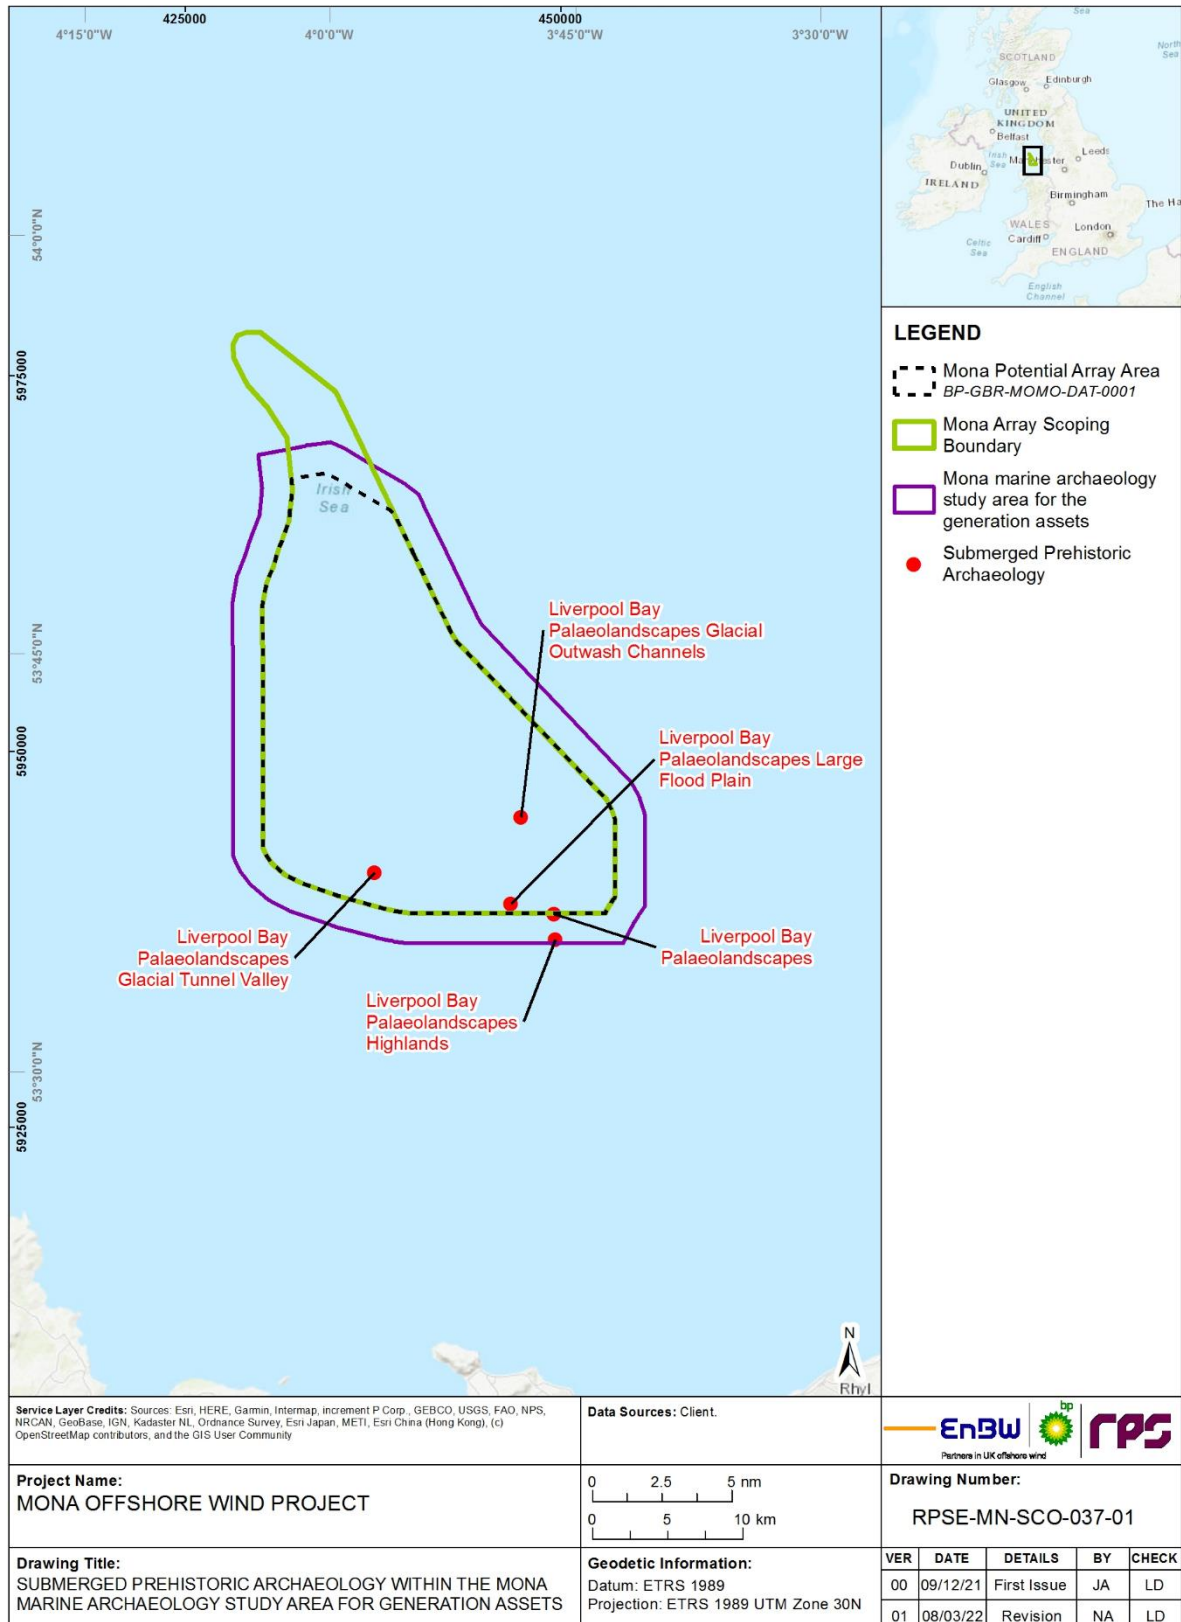 425000
450000
4°15'0"W
4°0'0"W
3°45'0"W
3°30'0"W
54°0'0"N
5975000
53°45'0"N
5950000
53°30'0"N
5925000
Irish
Sea
Liverpool Bay
Palaeolandscapes Glacial
Outwash Channels
Liverpool Bay
Palaeolandscapes Large
Flood Plain
Liverpool Bay
Palaeolandscapes
Glacial Tunnel Valley
Liverpool Bay
Palaeolandscapes
Liverpool Bay
Palaeolandscapes
Highlands
N
Rhyl
Sea
North
Sea
SCOTLAND
Glasgow
Edinburgh
UNITED
KINGDOM
Belfast
Irish
Sea
Manchester
Leeds
Dublin
IRELAND
Birmingham
The Ha
WALES
London
Cardiff
Celtic
Sea
ENGLAND
English
Channel
LEGEND
Mona Potential Array Area
BP-GBR-MOMO-DAT-0001
Mona Array Scoping
Boundary
Mona marine archaeology
study area for the
generation assets
Submerged Prehistoric
Archaeology
Service Layer Credits: Sources: Esri, HERE, Garmin, Intermap, increment P Corp., GEBCO, USGS, FAO, NPS,
NRCAN, GeoBase, IGN, Kadaster NL, Ordnance Survey, Esri Japan, METI, Esri China (Hong Kong), (c)
OpenStreetMap contributors, and the GIS User Community
Data Sources: Client.
EnBW
bp
rps
Partners in UK offshore wind
Project Name:
MONA OFFSHORE WIND PROJECT
0 2.5 5 nm
0 5 10 km
Drawing Number:
RPSE-MN-SCO-037-01
Drawing Title:
SUBMERGED PREHISTORIC ARCHAEOLOGY WITHIN THE MONA
MARINE ARCHAEOLOGY STUDY AREA FOR GENERATION ASSETS
Geodetic Information:
Datum: ETRS 1989
Projection: ETRS 1989 UTM Zone 30N
VER DATE DETAILS BY CHECK
00 09/12/21 First Issue JA LD
01 08/03/22 Revision NA LD